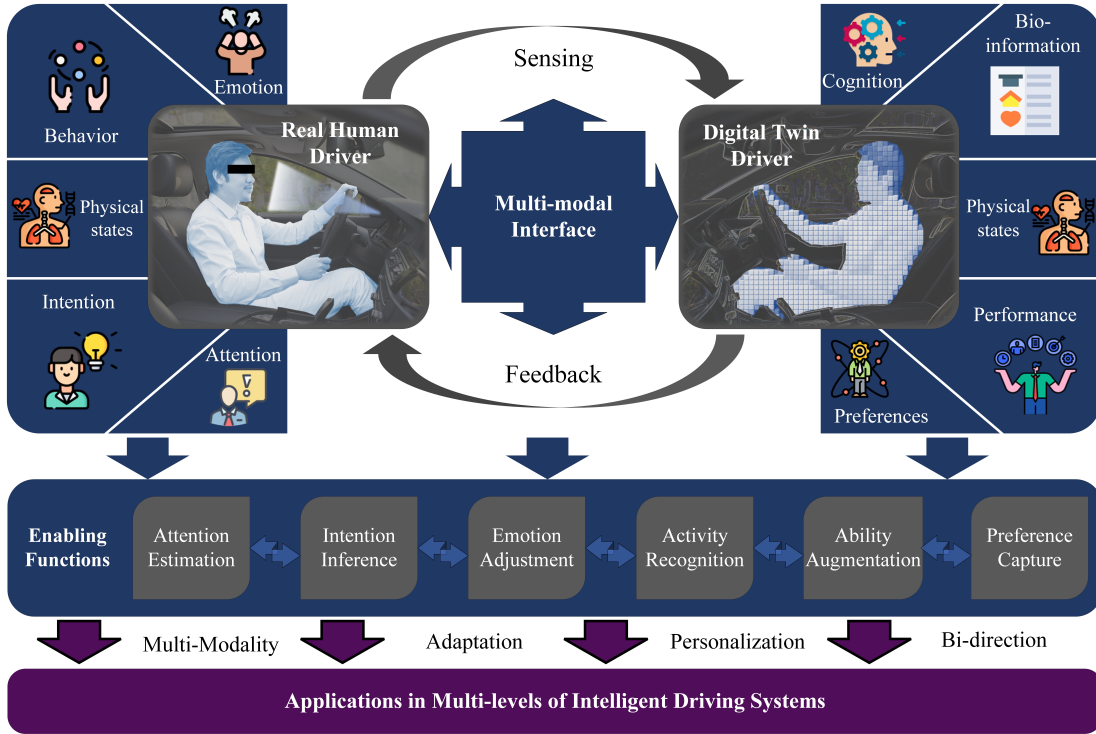 Emotion
Behavior
Physical
states
Intention
Attention
Real Human
Driver
Sensing
Multi-modal
Interface
Feedback
Digital Twin
Driver
Cognition
Bio-
information
Physical
states
Performance
Preferences
Enabling
Functions
Attention
Estimation
Intention
Inference
Emotion
Adjustment
Activity
Recognition
Ability
Augmentation
Preference
Capture
Multi-Modality
Adaptation
Personalization
Bi-direction
Applications in Multi-levels of Intelligent Driving Systems